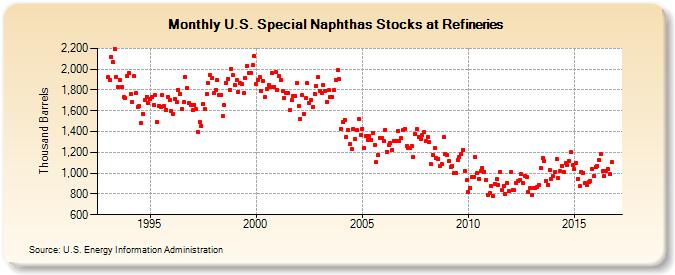 Monthly U.S. Special Naphthas Stocks at Refineries
Thousand Barrels
2,200
2,000
1,800
1,600
1,400
1,200
1,000
800
600
1995 2000 2005 2010 2015
Source: U.S. Energy Information Administration